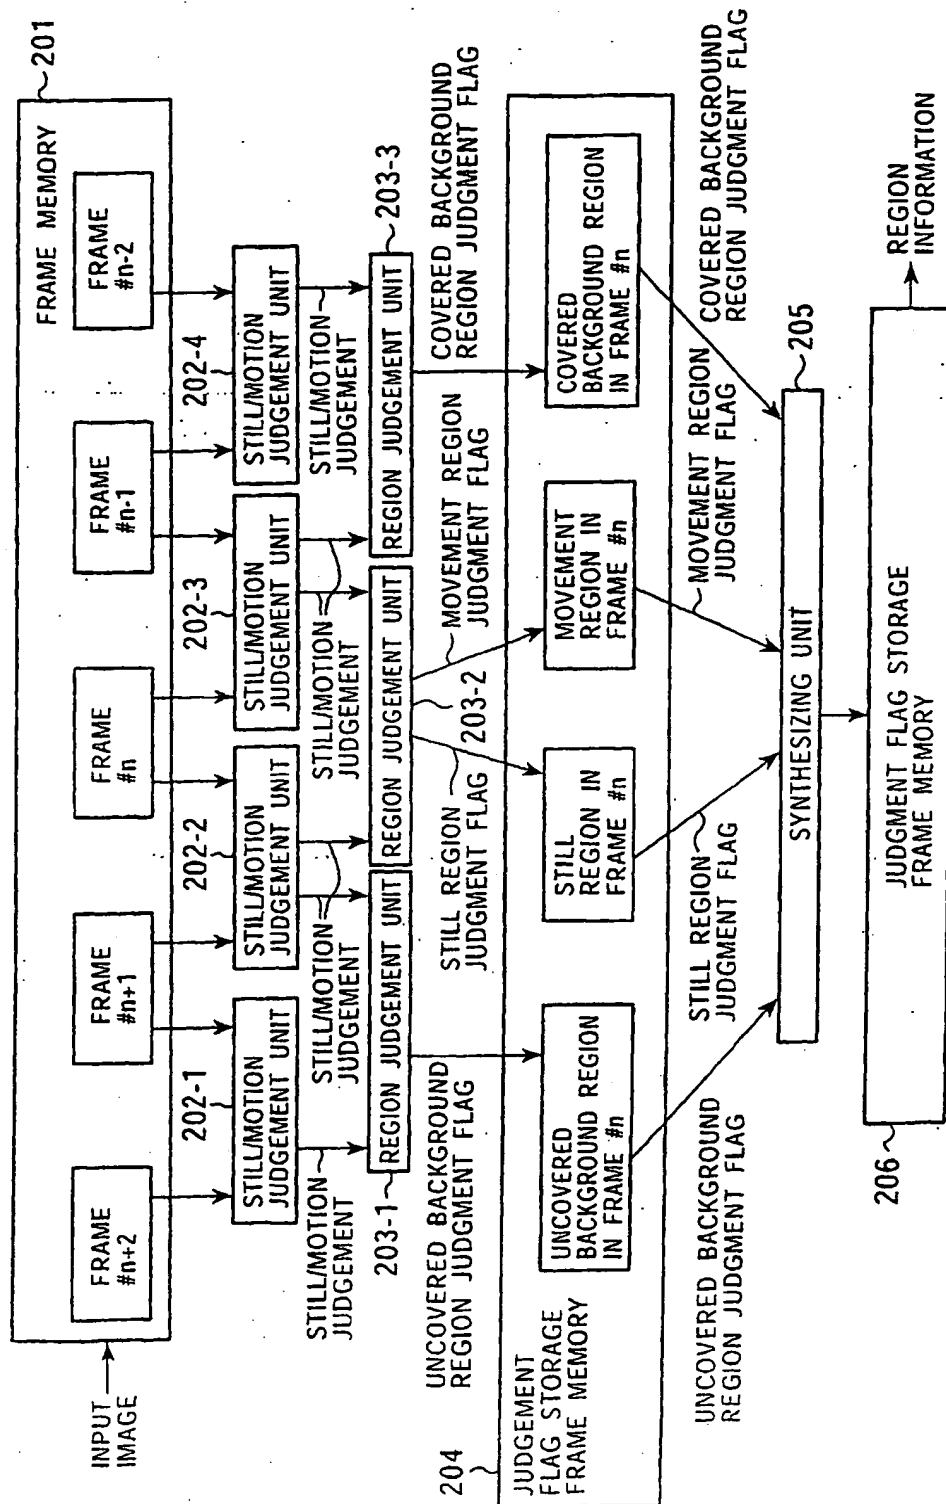 201
FRAME MEMORY
INPUT
IMAGE
FRAME
#n+2
FRAME
#n+1
FRAME
#n
FRAME
#n-1
FRAME
#n-2
202-1
202-2
202-3
202-4
STILL/MOTION
JUDGEMENT UNIT
STILL/MOTION
JUDGEMENT UNIT
STILL/MOTION
JUDGEMENT UNIT
STILL/MOTION
JUDGEMENT UNIT
STILL/MOTION
JUDGEMENT
STILL/MOTION
JUDGEMENT
STILL/MOTION
JUDGEMENT
STILL/MOTION
JUDGEMENT
203-1
REGION JUDGEMENT UNIT
REGION JUDGEMENT UNIT
203-2
REGION JUDGEMENT UNIT
203-3
UNCOVERED BACKGROUND
REGION JUDGMENT FLAG
STILL REGION
JUDGMENT FLAG
MOVEMENT REGION
JUDGMENT FLAG
COVERED BACKGROUND
REGION JUDGMENT FLAG
204
JUDGEMENT
FLAG STORAGE
FRAME MEMORY
UNCOVERED
BACKGROUND REGION
IN FRAME #n
STILL
REGION IN
FRAME #n
MOVEMENT
REGION IN
FRAME #n
COVERED
BACKGROUND REGION
IN FRAME #n
UNCOVERED BACKGROUND
REGION JUDGMENT FLAG
STILL REGION
JUDGMENT FLAG
MOVEMENT REGION
JUDGMENT FLAG
COVERED BACKGROUND
REGION JUDGMENT FLAG
SYNTHESIZING UNIT
205
206
JUDGMENT FLAG STORAGE
FRAME MEMORY
REGION
INFORMATION